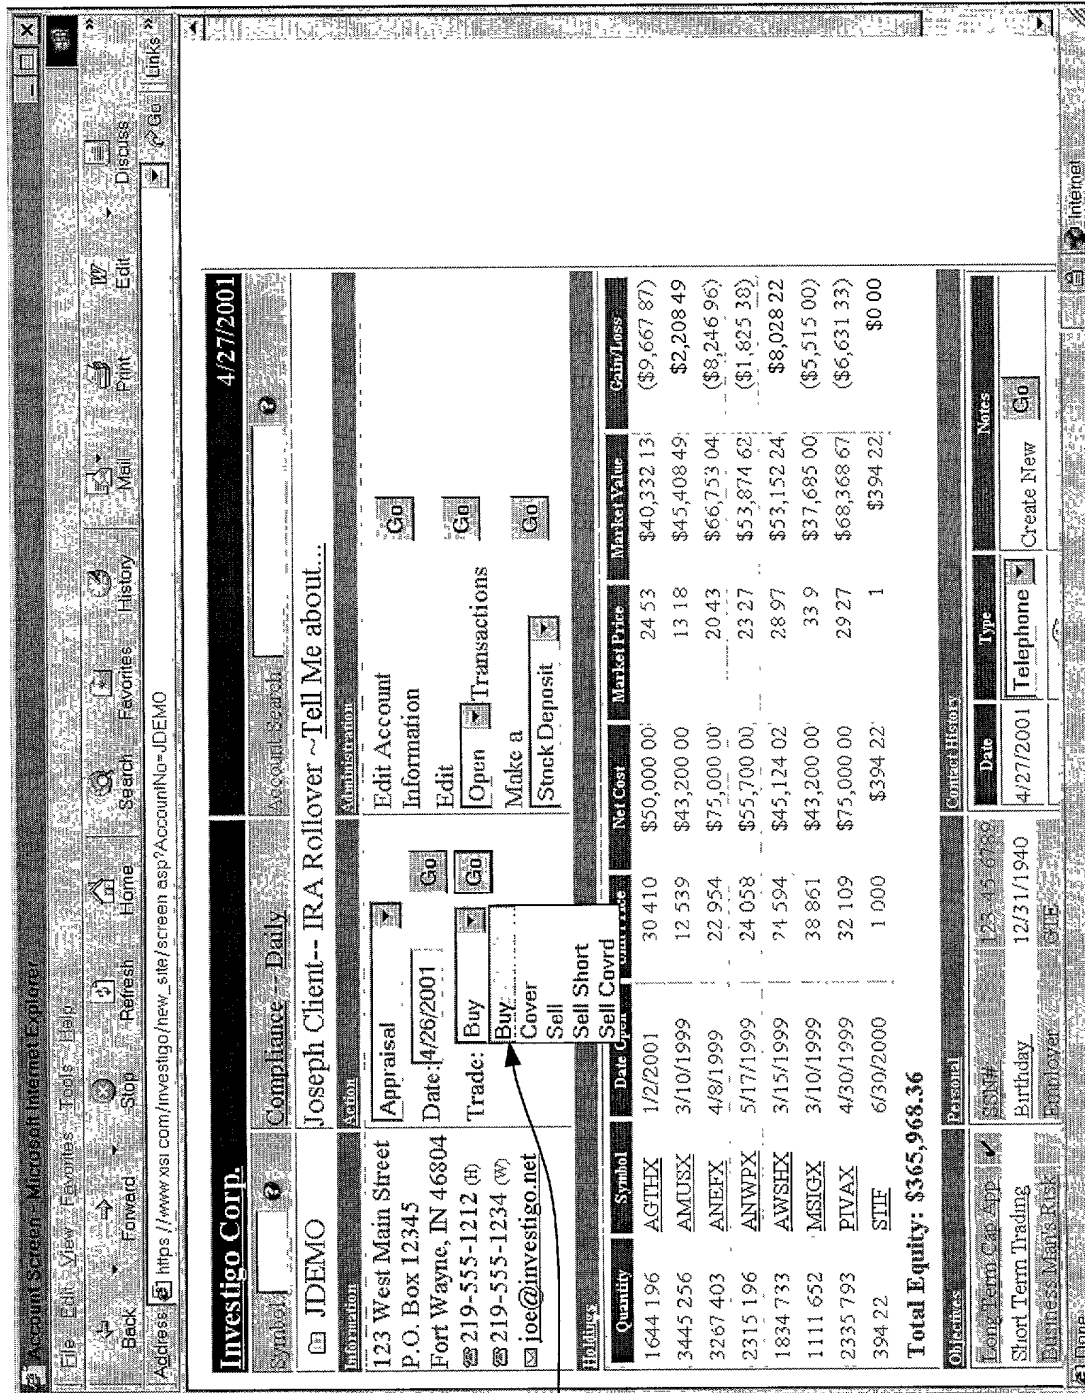 Account Screen - Microsoft Internet Explorer
File Edit View Favorites Tools Help
Back Forward Stop Refresh Home Search Favorites History Mail Print Edit Discuss
Address https://www.xisi.com/investigo/new_site/screen asp?AccountNo=JDEMO Go Links »
Investigo Corp. 4/27/2001
Symbol Compliance -- Daily Account Search
JDEMO Joseph Client-- IRA Rollover ~Tell Me about...
Information Action Administration
123 West Main Street
P.O. Box 12345
Fort Wayne, IN 46804
219-555-1212 (H)
219-555-1234 (W)
joe@investigo.net
Appraisal
Date: 4/26/2001 Go
Trade: Buy Go
Buy
Cover
Sell
Sell Short
Sell Covrd
Edit Account
Information Go
Edit
Open Transactions Go
Make a
Stock Deposit Go
Holdings
Quantity Symbol Date Open Market Price Net Cost Market Value Gain/Loss
1644 196 AGTHX 1/2/2001 30 410 $50,000 00 24 53 $40,332 13 ($9,667 87)
3445 256 AMUSX 3/10/1999 12 539 $43,200 00 13 18 $45,408 49 $2,208 49
3267 403 ANEFX 4/8/1999 22 954 $75,000 00 20 43 $66,753 04 ($8,246 96)
2315 196 ANWPX 5/17/1999 24 058 $55,700 00 23 27 $53,874 62 ($1,825 38)
1834 733 AWSHX 3/15/1999 24 594 $45,124 02 28 97 $53,152 24 $8,028 22
1111 652 MSIGX 3/10/1999 38 861 $43,200 00 33 9 $37,685 00 ($5,515 00)
2335 793 PIVAX 4/30/1999 32 109 $75,000 00 29 27 $68,368 67 ($6,631 33)
394 22 STIF 6/30/2000 1 000 $394 22 1 $394 22 $0 00
Total Equity: $365,968.36
Objectives Personal Contact History
Long Term Cap App SSN# 123-45-6789 Date Type Notes
Short Term Trading Birthday 12/31/1940 4/27/2001 Telephone Create New Go
Business Man's Risk Employer GTE
Done Internet